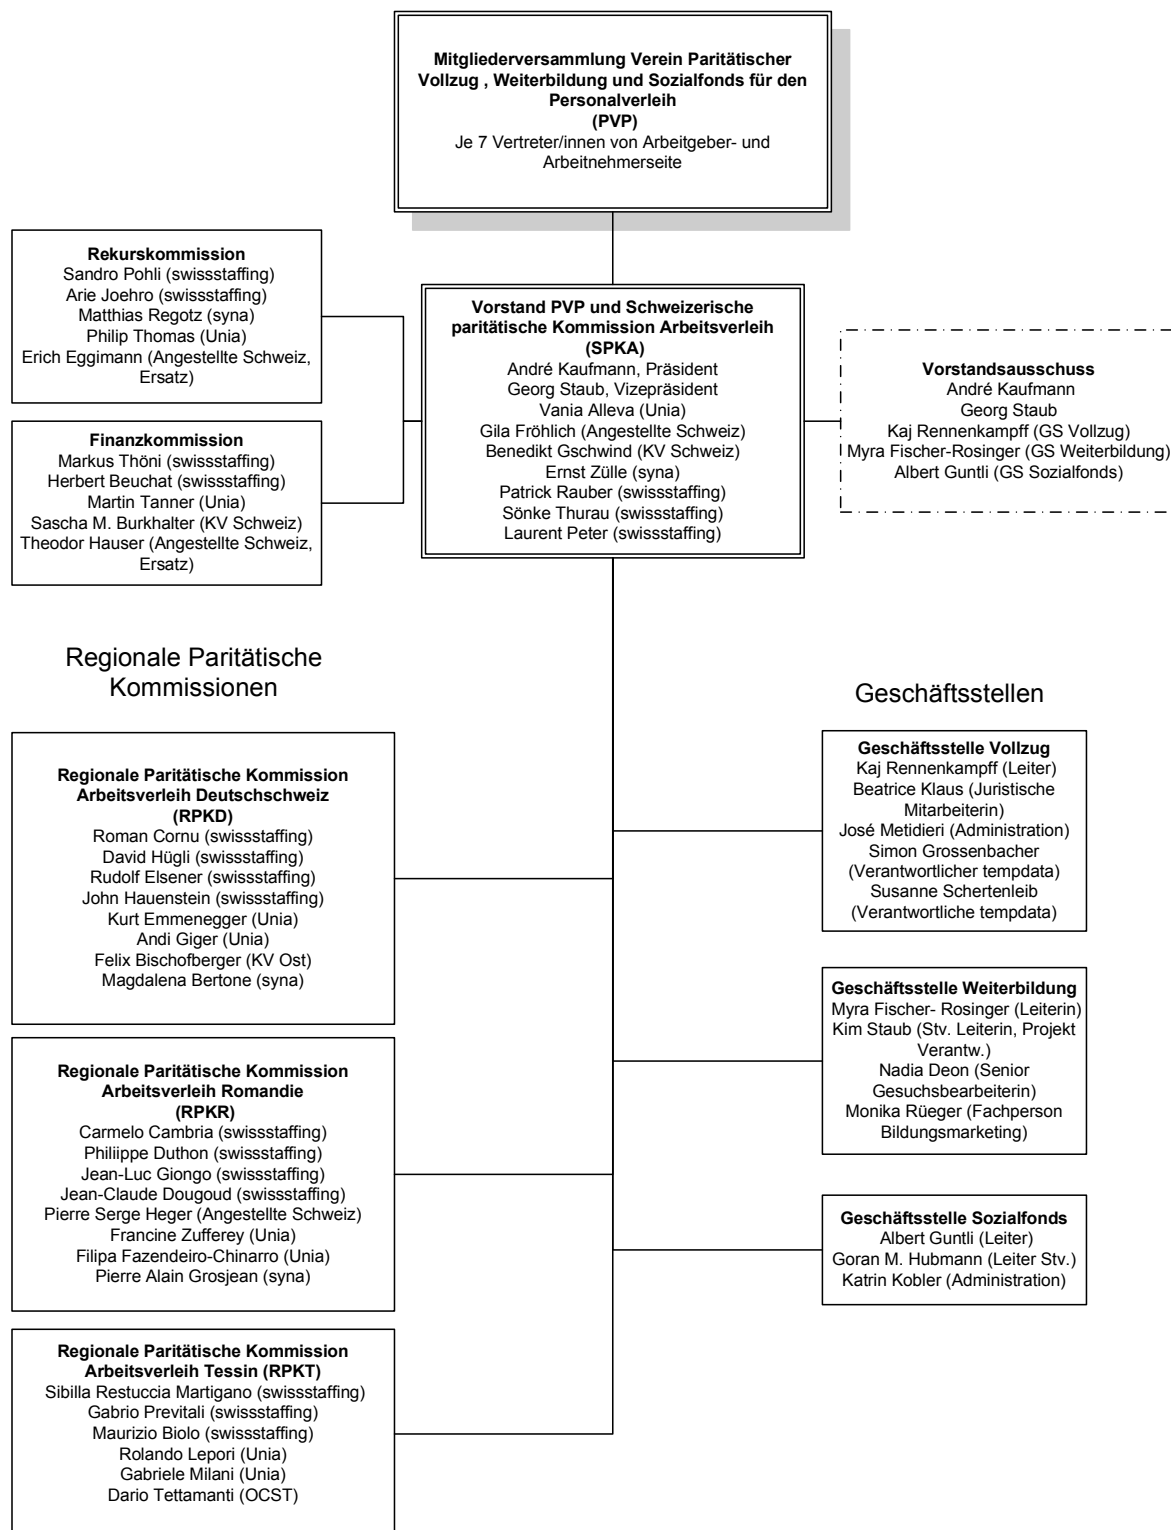 Mitgliederversammlung Verein Paritätischer
Vollzug , Weiterbildung und Sozialfonds für den
Personalverleih
(PVP)
Je 7 Vertreter/innen von Arbeitgeber- und
Arbeitnehmerseite
Rekurskommission
Sandro Pohli (swissstaffing)
Arie Joehro (swissstaffing)
Matthias Regotz (syna)
Philip Thomas (Unia)
Erich Eggimann (Angestellte Schweiz,
Ersatz)
Finanzkommission
Markus Thöni (swissstaffing)
Herbert Beuchat (swissstaffing)
Martin Tanner (Unia)
Sascha M. Burkhalter (KV Schweiz)
Theodor Hauser (Angestellte Schweiz,
Ersatz)
Vorstand PVP und Schweizerische
paritätische Kommission Arbeitsverleih
(SPKA)
André Kaufmann, Präsident
Georg Staub, Vizepräsident
Vania Alleva (Unia)
Gila Fröhlich (Angestellte Schweiz)
Benedikt Gschwind (KV Schweiz)
Ernst Zülle (syna)
Patrick Rauber (swissstaffing)
Sönke Thurau (swissstaffing)
Laurent Peter (swissstaffing)
Vorstandsausschuss
André Kaufmann
Georg Staub
Kaj Rennenkampff (GS Vollzug)
Myra Fischer-Rosinger (GS Weiterbildung)
Albert Guntli (GS Sozialfonds)
Regionale Paritätische
Kommissionen
Regionale Paritätische Kommission
Arbeitsverleih Deutschschweiz
(RPKD)
Roman Cornu (swissstaffing)
David Hügli (swissstaffing)
Rudolf Elsener (swissstaffing)
John Hauenstein (swissstaffing)
Kurt Emmenegger (Unia)
Andi Giger (Unia)
Felix Bischofberger (KV Ost)
Magdalena Bertone (syna)
Regionale Paritätische Kommission
Arbeitsverleih Romandie
(RPKR)
Carmelo Cambria (swissstaffing)
Philiippe Duthon (swissstaffing)
Jean-Luc Giongo (swissstaffing)
Jean-Claude Dougoud (swissstaffing)
Pierre Serge Heger (Angestellte Schweiz)
Francine Zufferey (Unia)
Filipa Fazendeiro-Chinarro (Unia)
Pierre Alain Grosjean (syna)
Regionale Paritätische Kommission
Arbeitsverleih Tessin (RPKT)
Sibilla Restuccia Martigano (swissstaffing)
Gabrio Previtali (swissstaffing)
Maurizio Biolo (swissstaffing)
Rolando Lepori (Unia)
Gabriele Milani (Unia)
Dario Tettamanti (OCST)
Geschäftsstellen
Geschäftsstelle Vollzug
Kaj Rennenkampff (Leiter)
Beatrice Klaus (Juristische
Mitarbeiterin)
José Metidieri (Administration)
Simon Grossenbacher
(Verantwortlicher tempdata)
Susanne Schertenleib
(Verantwortliche tempdata)
Geschäftsstelle Weiterbildung
Myra Fischer- Rosinger (Leiterin)
Kim Staub (Stv. Leiterin, Projekt
Verantw.)
Nadia Deon (Senior
Gesuchsbearbeiterin)
Monika Rüeger (Fachperson
Bildungsmarketing)
Geschäftsstelle Sozialfonds
Albert Guntli (Leiter)
Goran M. Hubmann (Leiter Stv.)
Katrin Kobler (Administration)